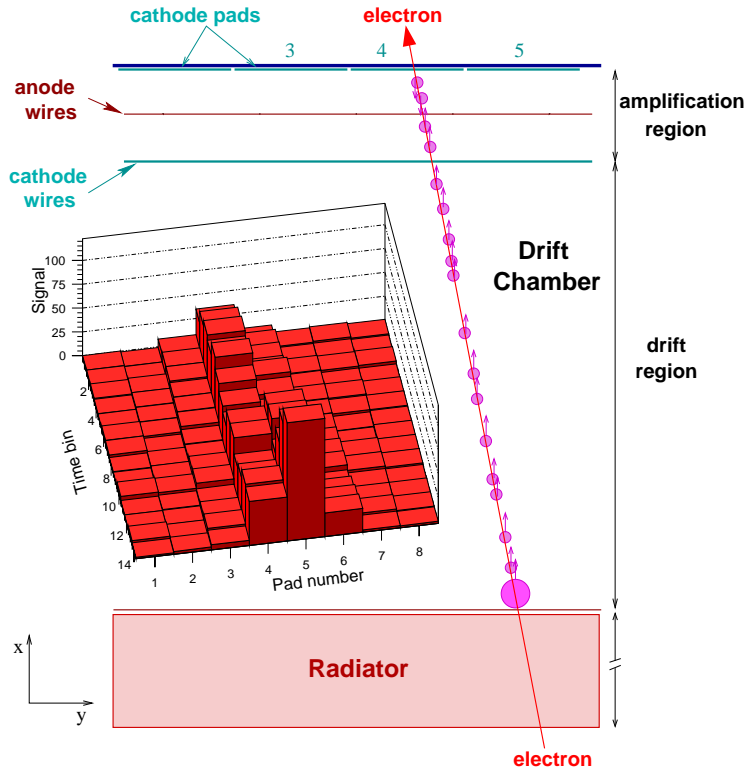 cathode pads
electron
3 4 5
anode
wires
amplification
region
cathode
wires
Drift
Chamber
drift
region
Signal
100
75
50
25
0
Time bin
2
4
6
8
10
12
14
1 2 3 4 5 6 7 8
Pad number
Radiator
x
y
electron